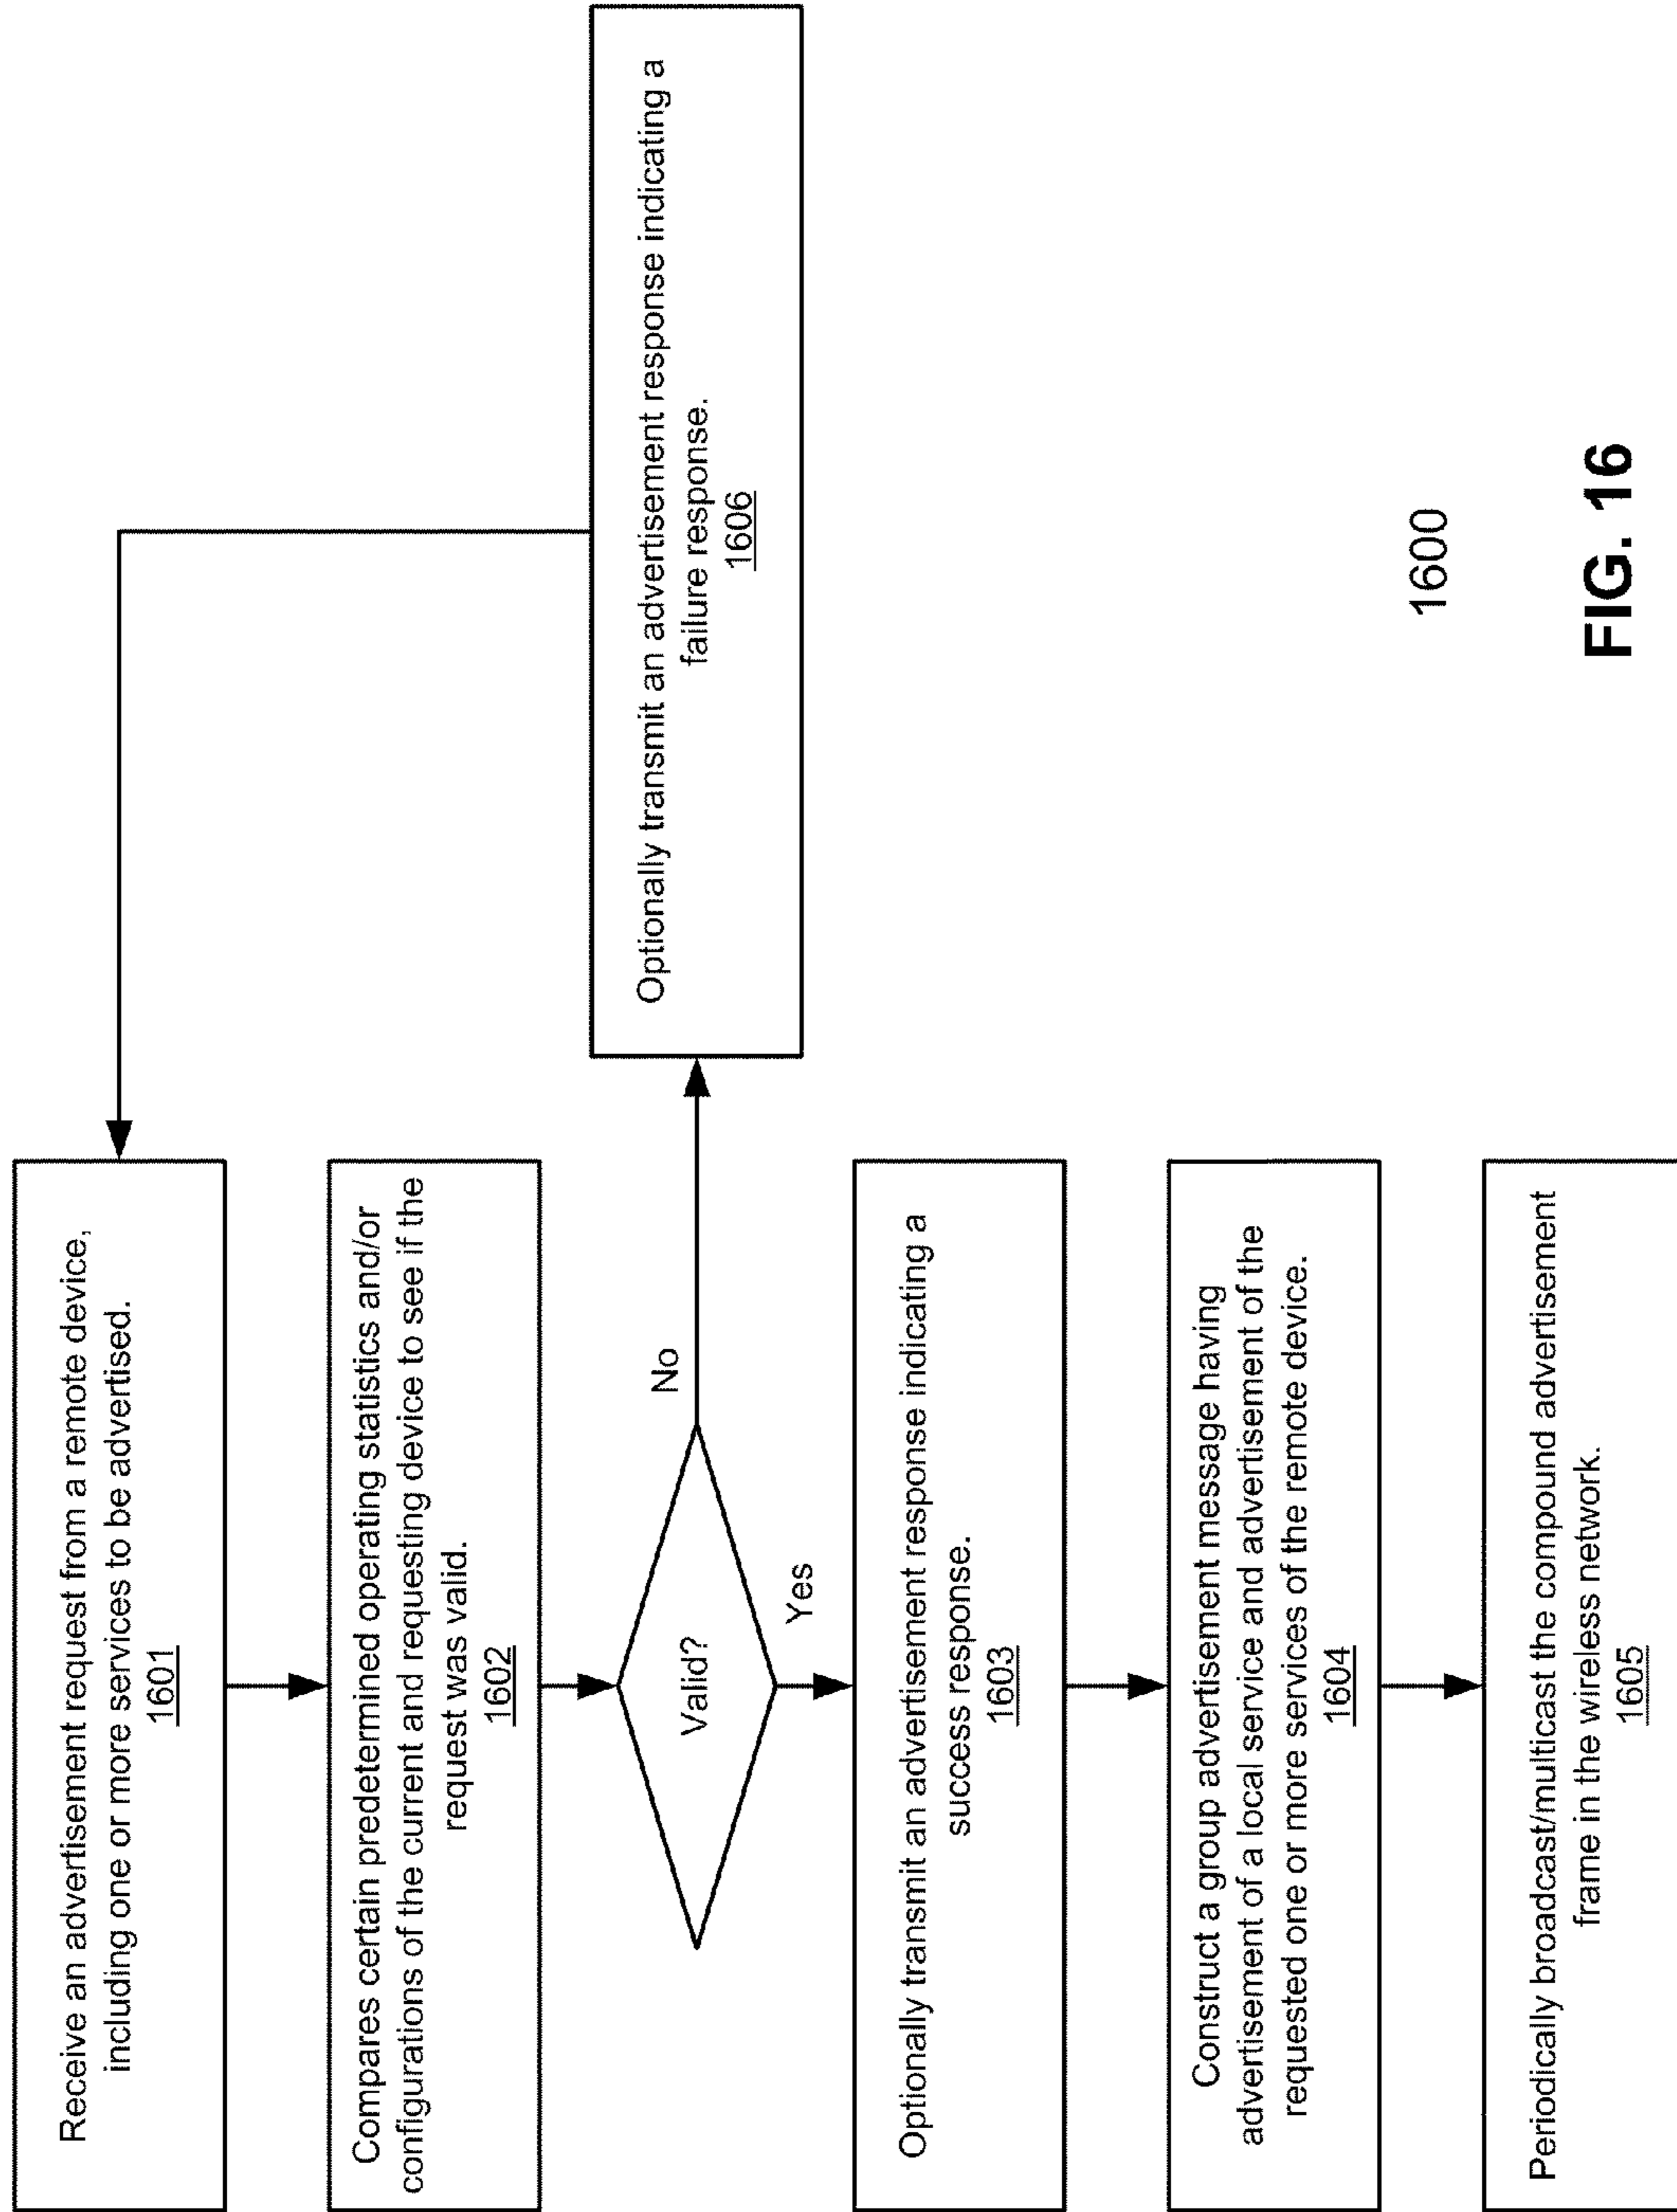 Receive an advertisement request from a remote device,
including one or more services to be advertised.
1601
Compares certain predetermined operating statistics and/or
configurations of the current and requesting device to see if the
request was valid.
1602
Valid?
No
Yes
Optionally transmit an advertisement response indicating a
failure response.
1606
Optionally transmit an advertisement response indicating a
success response.
1603
Construct a group advertisement message having
advertisement of a local service and advertisement of the
requested one or more services of the remote device.
1604
Periodically broadcast/multicast the compound advertisement
frame in the wireless network.
1605
1600
FIG. 16